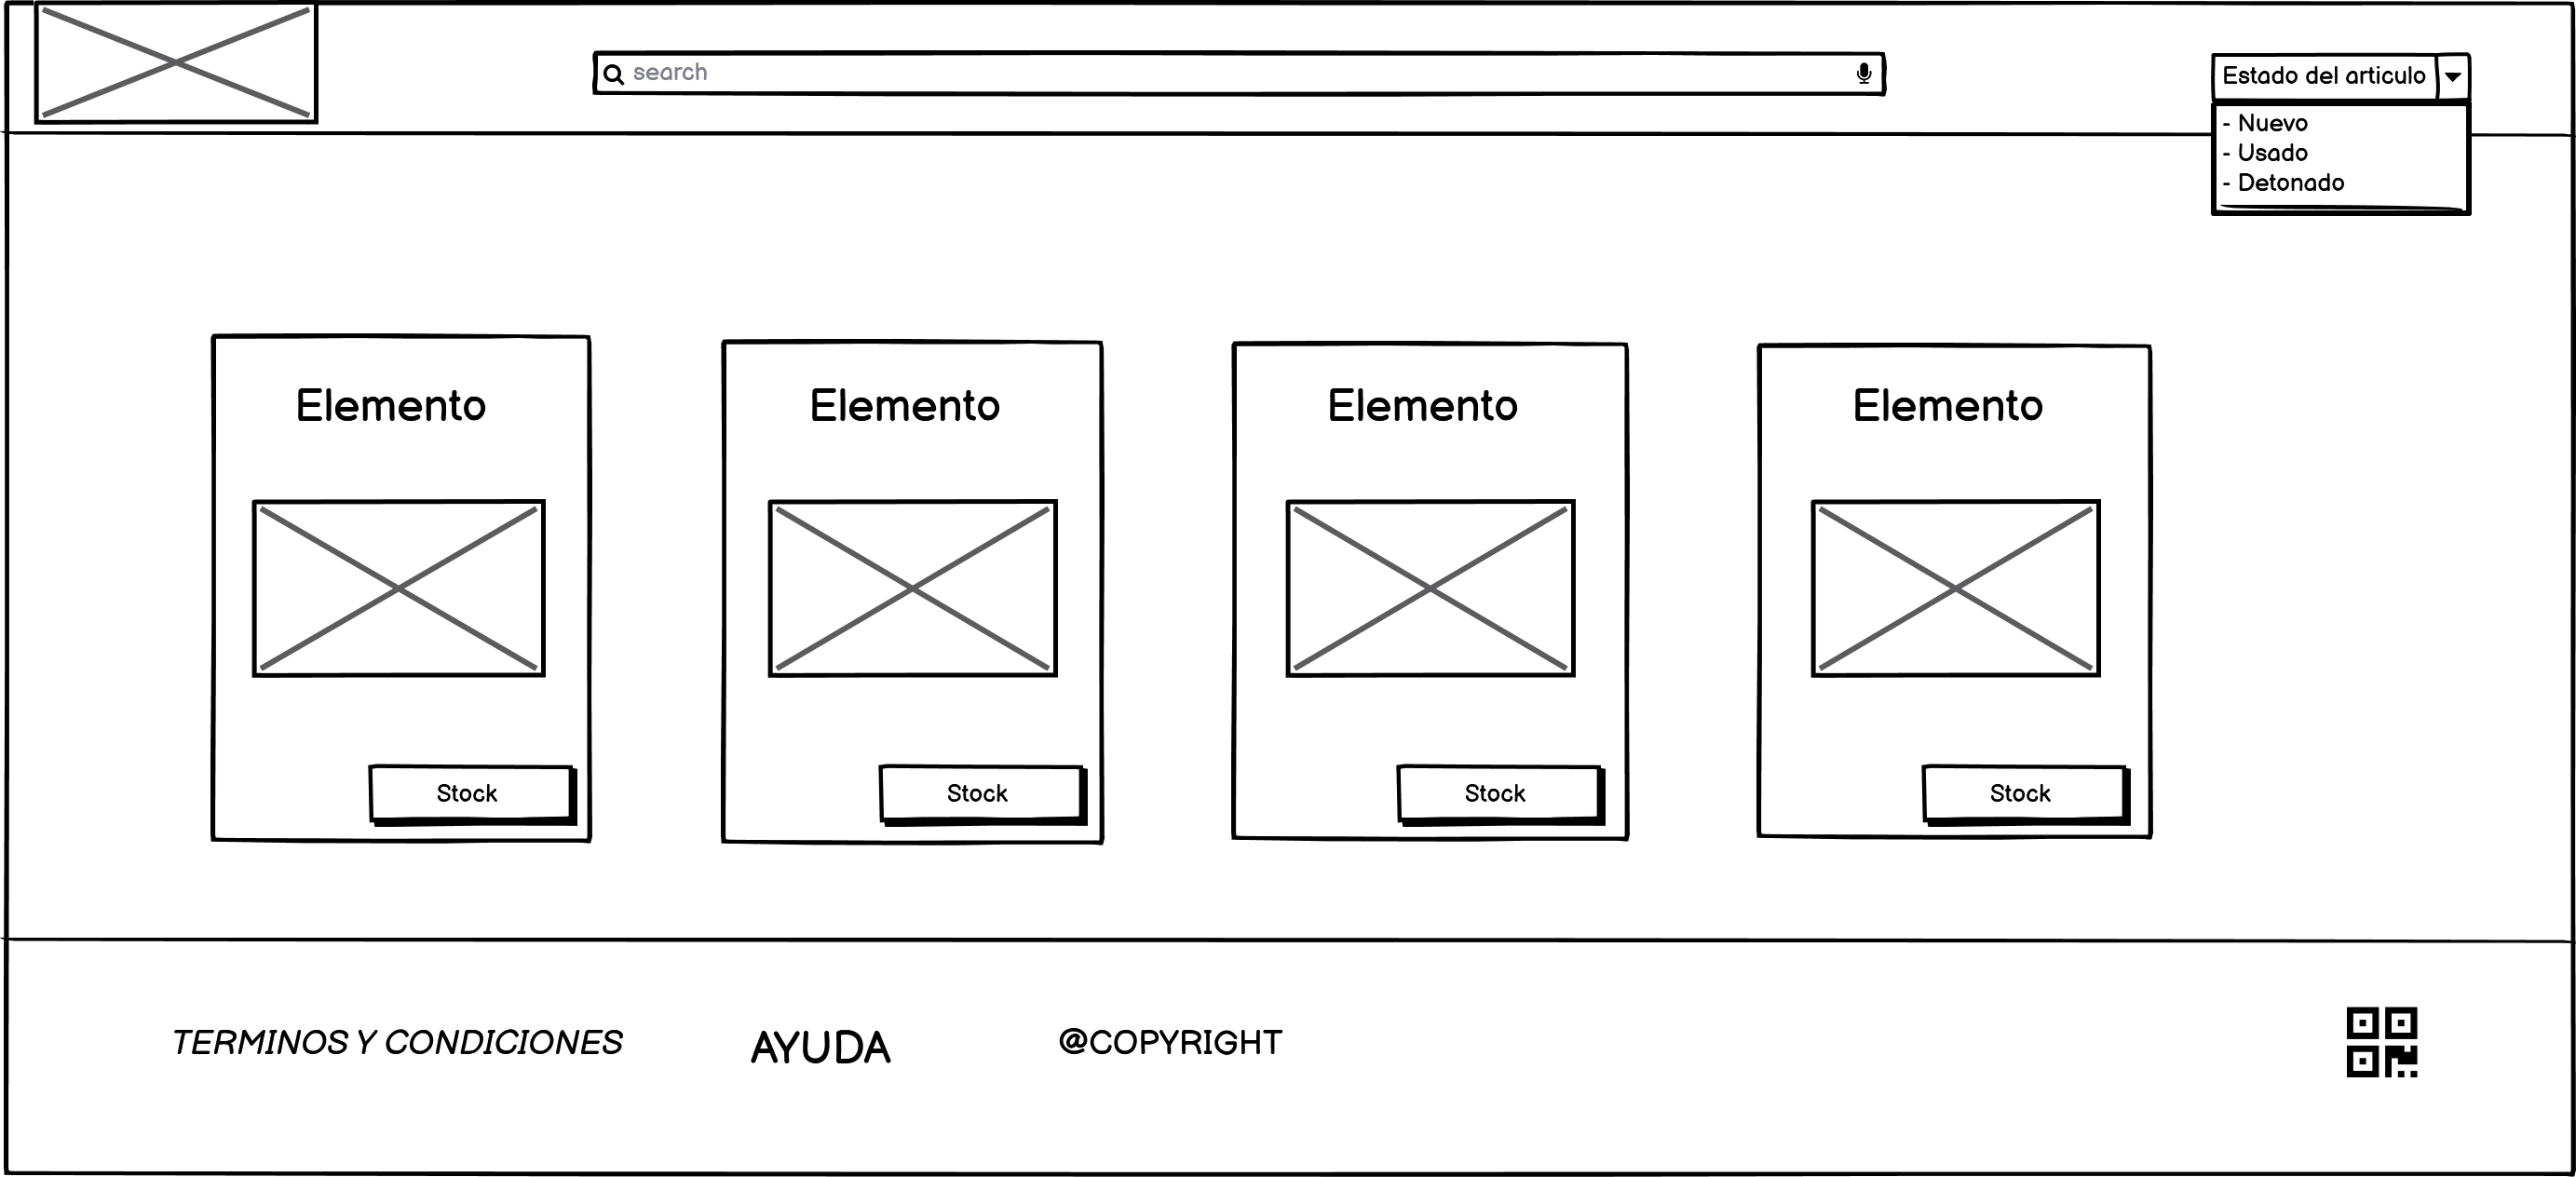 search
Estado del articulo
- Nuevo
- Usado
- Detonado
Elemento
Elemento
Elemento
Elemento
Stock
Stock
Stock
Stock
TERMINOS Y CONDICIONES
AYUDA
@COPYRIGHT